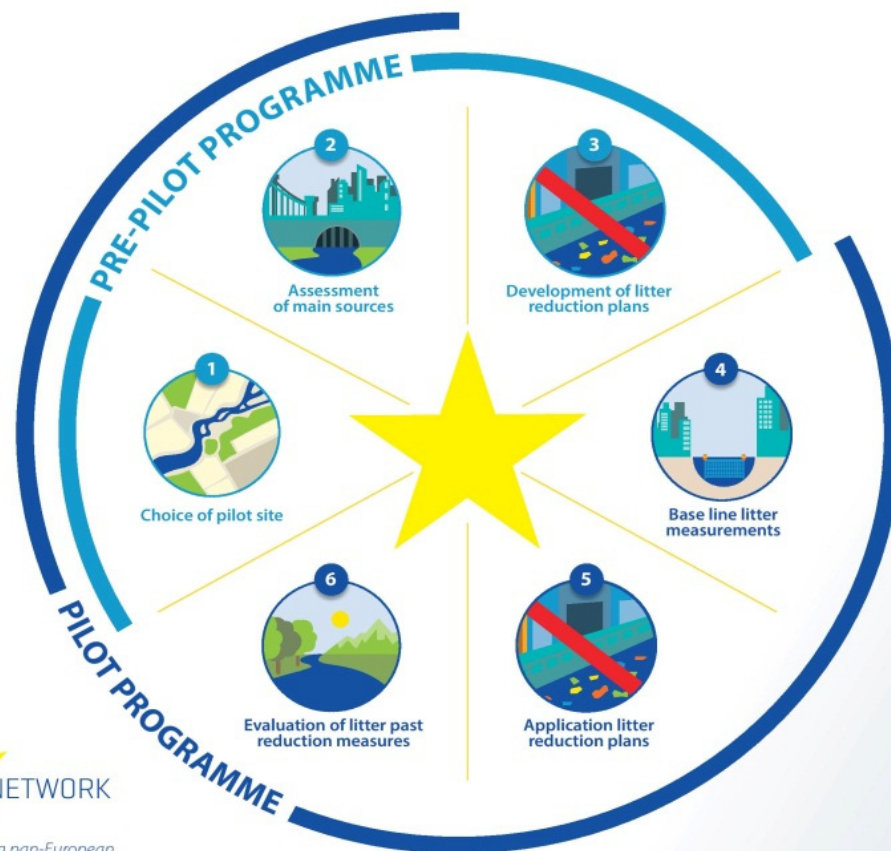 PRE-PILOT PROGRAMME
2
Assessment
of main sources
3
Development of litter
reduction plans
1
Choice of pilot site
4
Base line litter
measurements
6
Evaluation of litter past
reduction measures
5
Application litter
reduction plans
PILOT PROGRAMME
NETWORK
pan-European